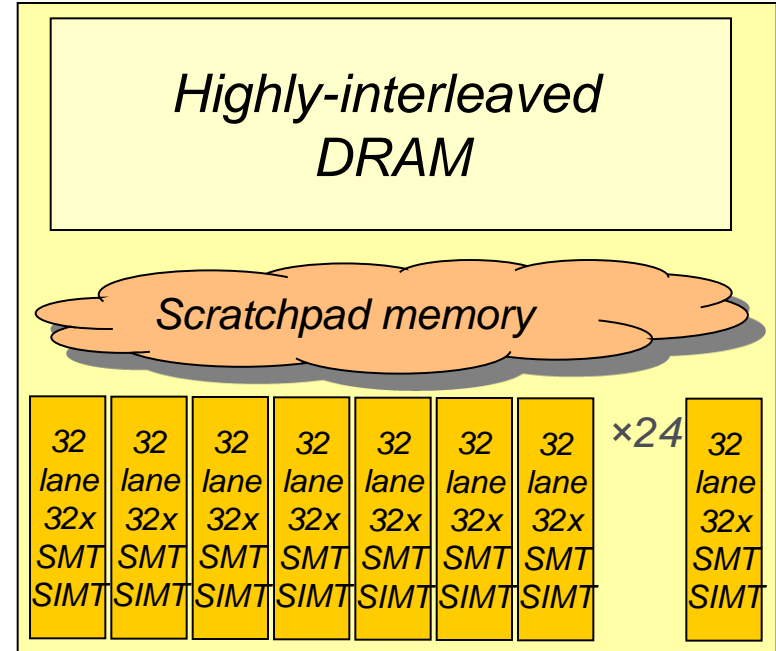 Highly-interleaved
DRAM
Scratchpad memory
32
lane
32x
SMT
SIMT
32
lane
32x
SMT
SIMT
32
lane
32x
SMT
SIMT
32
lane
32x
SMT
SIMT
32
lane
32x
SMT
SIMT
32
lane
32x
SMT
SIMT
32
lane
32x
SMT
SIMT
×24
32
lane
32x
SMT
SIMT